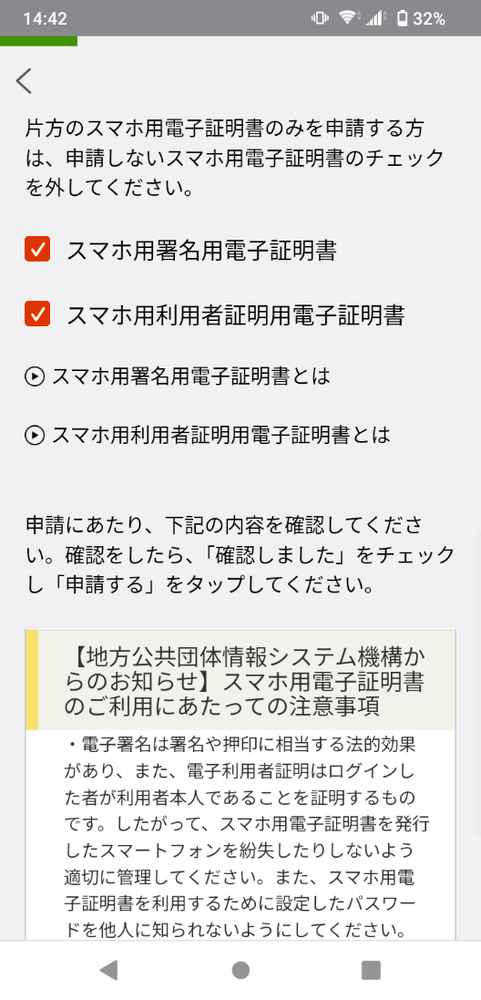 14:42
32%
片方のスマホ用電子証明書のみを申請する方
は、申請しないスマホ用電子証明書のチェック
を外してください。
スマホ用署名用電子証明書
スマホ用利用者証明用電子証明書
スマホ用署名用電子証明書とは
スマホ用利用者証明用電子証明書とは
申請にあたり、下記の内容を確認してくださ
い。確認をしたら、「確認しました」をチェック
し「申請する」をタップしてください。
【地方公共団体情報システム機構か
らのお知らせ】スマホ用電子証明書
のご利用にあたっての注意事項
・電子署名は署名や押印に相当する法的効果
があり、また、電子利用者証明はログインし
た者が利用者本人であることを証明するもの
です。したがって、スマホ用電子証明書を発行
したスマートフォンを紛失したりしないよう
適切に管理してください。また、スマホ用電
子証明書を利用するために設定したパスワー
ドを他人に知られないようにしてください。